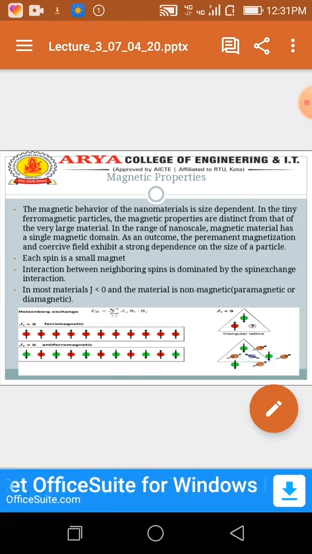 12:31PM
Lecture_3_07_04_20.pptx
ARYA COLLEGE OF ENGINEERING & I.T.
(Approved by AICTE | Affiliated to RTU, Kota)
Magnetic Properties
The magnetic behavior of the nanomaterials is size dependent. In the tiny
ferromagnetic particles, the magnetic properties are distinct from that of
the very large material. In the range of nanoscale, magnetic material has
a single magnetic domain. As an outcome, the peremanent magnetization
and coercive field exhibit a strong dependence on the size of a particle.
Each spin is a small magnet
Interaction between neighboring spins is dominated by the spinexchange
interaction.
In most materials J < 0 and the material is non-magnetic(paramagnetic or
diamagnetic).
Heisenberg exchange
ferromagnetic
antiferromagnetic
triangular lattice
et OfficeSuite for Windows
OfficeSuite.com